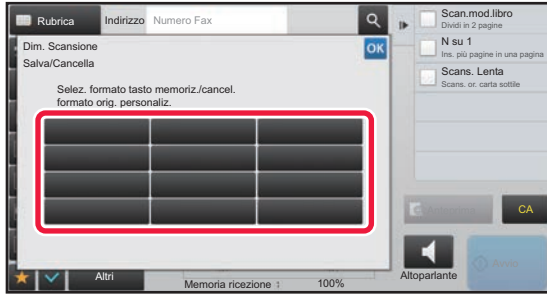 Rubrica
Indirizzo
Numero Fax
Dim. Scansione
OK
Salva/Cancella
Selez. formato tasto memoriz./cancel.
formato orig. personaliz.
Scan.mod.libro
Dividi in 2 pagine
N su 1
Ins. più pagine in una pagina
Scans. Lenta
Scans. or. carta sottile
CA
Altri
Memoria ricezione :
100%
Altoparlante